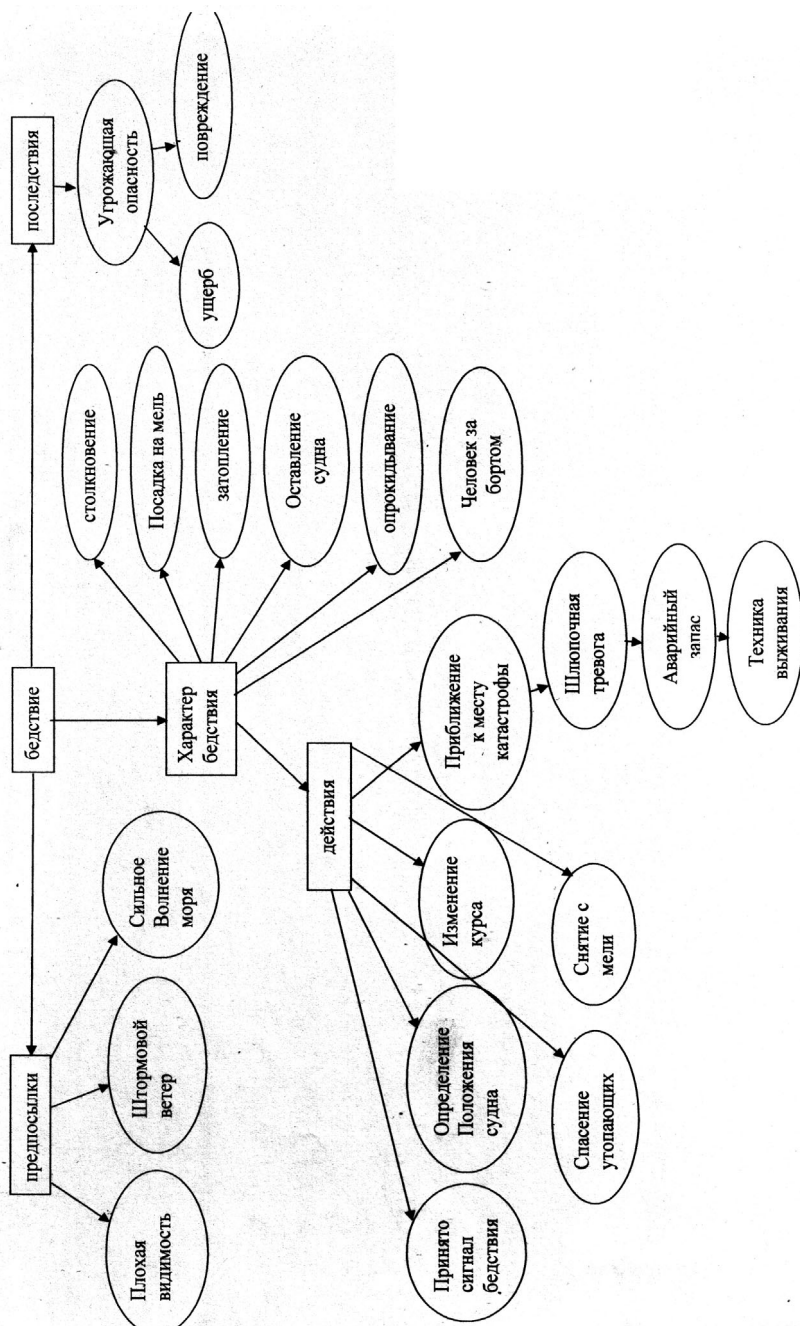 предпосылки
бедствие
последствия
Плохая
видимость
Штормовой
ветер
Сильное
Волнение
моря
Характер
бедствия
столкновение
Посадка на мель
затопление
Оставление
судна
опрокидывание
Человек за
бортом
Угрожающая
опасность
ущерб
повреждение
действия
Принято
сигнал
бедствия
Определение
Положения
судна
Изменение
курса
Приближение
к месту
катастрофы
Спасение
утопающих
Снятие с
мели
Шлюпочная
тревога
Аварийный
запас
Техника
выживания